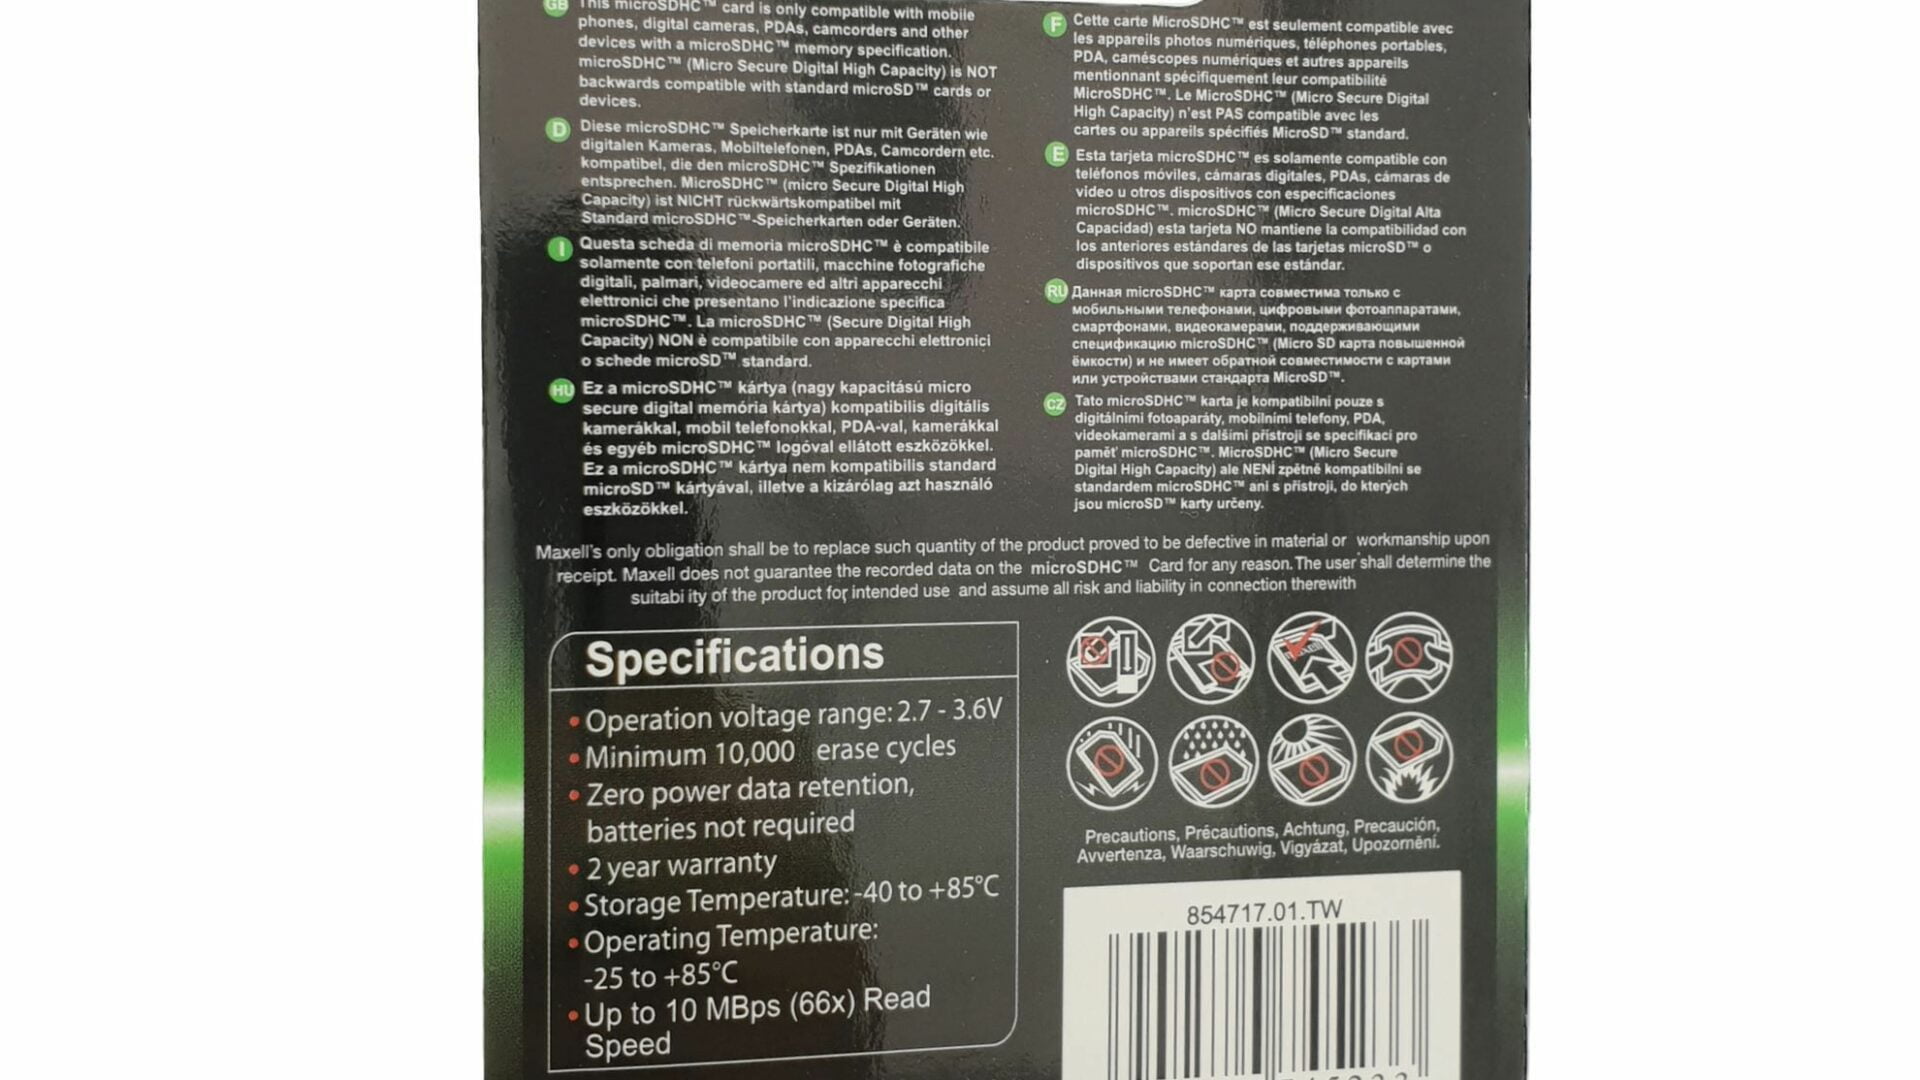 GB This microSDHC™ card is only compatible with mobile
phones, digital cameras, PDAs, camcorders and other
devices with a microSDHC™ memory specification.
microSDHC™ (Micro Secure Digital High Capacity) is NOT
backwards compatible with standard microSD™ cards or
devices.
D Diese microSDHC™ Speicherkarte ist nur mit Geräten wie
digitalen Kameras, Mobiltelefonen, PDAs, Camcordern etc.
kompatibel, die den microSDHC™ Spezifikationen
entsprechen. MicroSDHC™ (micro Secure Digital High
Capacity) ist NICHT rückwärtskompatibel mit
Standard microSDHC™-Speicherkarten oder Geräten.
I Questa scheda di memoria microSDHC™ è compatibile
solamente con telefoni portatili, macchine fotografiche
digitali, palmari, videocamere ed altri apparecchi
elettronici che presentano l'indicazione specifica
microSDHC™. La microSDHC™ (Secure Digital High
Capacity) NON è compatibile con apparecchi elettronici
o schede microSD™ standard.
HU Ez a microSDHC™ kártya (nagy kapacitású micro
secure digital memória kártya) kompatibilis digitális
kamerákkal, mobil telefonokkal, PDA-val, kamerákkal
és egyéb microSDHC™ logóval ellátott eszközökkel.
Ez a microSDHC™ kártya nem kompatibilis standard
microSD™ kártyával, illetve a kizárólag azt használó
eszközökkel.
F Cette carte MicroSDHC™ est seulement compatible avec
les appareils photos numériques, téléphones portables,
PDA, caméscopes numériques et autres appareils
mentionnant spécifiquement leur compatibilité
MicroSDHC™. Le MicroSDHC™ (Micro Secure Digital
High Capacity) n'est PAS compatible avec les
cartes ou appareils spécifiés MicroSD™ standard.
E Esta tarjeta microSDHC™ es solamente compatible con
teléfonos móviles, cámaras digitales, PDAs, cámaras de
video u otros dispositivos con especificaciones
microSDHC™. microSDHC™ (Micro Secure Digital Alta
Capacidad) esta tarjeta NO mantiene la compatibilidad con
los anteriores estándares de las tarjetas microSD™ o
dispositivos que soportan ese estándar.
RU Данная microSDHC™ карта совместима только с
мобильными телефонами, цифровыми фотоаппаратами,
смартфонами, видеокамерами, поддерживающими
спецификацию microSDHC™ (Micro SD карта повышенной
ёмкости) и не имеет обратной совместимости с картами
или устройствами стандарта MicroSD™.
CZ Tato microSDHC™ karta je kompatibilní pouze s
digitálními fotoaparáty, mobilními telefony, PDA,
videokamerami a s dalšími přístroji se specifikací pro
paměť microSDHC™. MicroSDHC™ (Micro Secure
Digital High Capacity) ale NENÍ zpětně kompatibilní se
standardem microSDHC™ ani s přístroji, do kterých
jsou microSD™ karty určeny.
Maxell's only obligation shall be to replace such quantity of the product proved to be defective in material or workmanship upon
receipt. Maxell does not guarantee the recorded data on the microSDHC™ Card for any reason. The user shall determine the
suitabi ity of the product for intended use and assume all risk and liability in connection therewith
Specifications
• Operation voltage range: 2.7 - 3.6V
• Minimum 10,000 erase cycles
• Zero power data retention,
batteries not required
• 2 year warranty
• Storage Temperature: -40 to +85°C
• Operating Temperature:
-25 to +85°C
• Up to 10 MBps (66x) Read
Speed
Precautions, Précautions, Achtung, Precaución,
Avvertenza, Waarschuwig, Vigyázat, Upozornění.
854717.01.TW